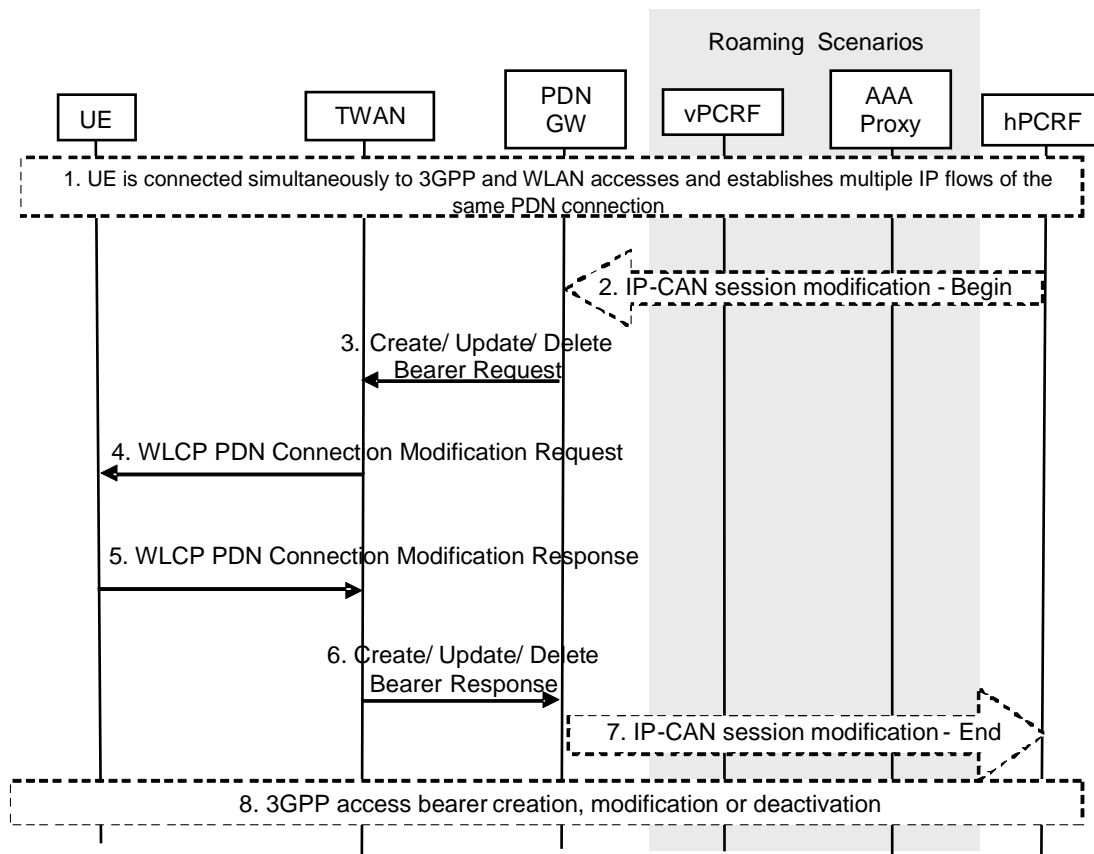 Roaming Scenarios
UE
TWAN
PDN
GW
vPCRF
AAA
Proxy
hPCRF
1. UE is connected simultaneously to 3GPP and WLAN accesses and establishes multiple IP flows of the
same PDN connection
2. IP-CAN session modification - Begin
3. Create/ Update/ Delete
Bearer Request
4. WLCP PDN Connection Modification Request
5. WLCP PDN Connection Modification Response
6. Create/ Update/ Delete
Bearer Response
7. IP-CAN session modification - End
8. 3GPP access bearer creation, modification or deactivation